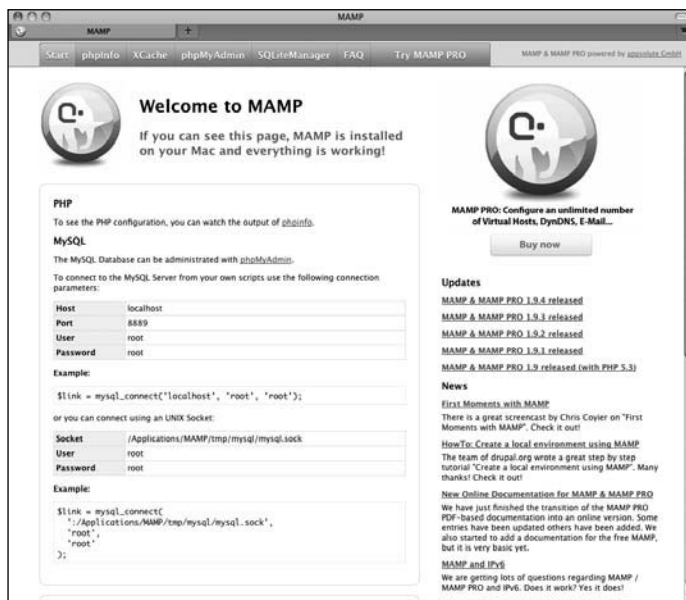 MAMP
MAMP
+
Start phpInfo XCache phpMyAdmin SQLiteManager FAQ Try MAMP PRO
MAMP & MAMP PRO powered by appsolute GmbH
Welcome to MAMP
If you can see this page, MAMP is installed
on your Mac and everything is working!
PHP
To see the PHP configuration, you can watch the output of phpinfo.
MySQL
The MySQL Database can be administrated with phpMyAdmin.
To connect to the MySQL Server from your own scripts use the following connection
parameters:
Host localhost
Port 8889
User root
Password root
Example:
$link = mysql_connect('localhost', 'root', 'root');
or you can connect using an UNIX Socket:
Socket /Applications/MAMP/tmp/mysql/mysql.sock
User root
Password root
Example:
$link = mysql_connect(
':/Applications/MAMP/tmp/mysql/mysql.sock',
'root',
'root'
);
MAMP PRO: Configure an unlimited number
of Virtual Hosts, DynDNS, E-Mail...
Buy now
Updates
MAMP & MAMP PRO 1.9.4 released
MAMP & MAMP PRO 1.9.3 released
MAMP & MAMP PRO 1.9.2 released
MAMP & MAMP PRO 1.9.1 released
MAMP & MAMP PRO 1.9 released (with PHP 5.3)
News
First Moments with MAMP
There is a great screencast by Chris Coyier on "First
Moments with MAMP". Check it out!
HowTo: Create a local environment using MAMP
The team of drupal.org wrote a great step by step
tutorial "Create a local environment using MAMP". Many
thanks! Check it out!
New Online Documentation for MAMP & MAMP PRO
We have just finished the transition of the MAMP PRO
PDF-based documentation into an online version. Some
entries have been updated others have been added. We
also started to add a documentation for the free MAMP,
but it is very basic yet.
MAMP and IPv6
We are getting lots of questions regarding MAMP /
MAMP PRO and IPv6. Does it work? Yes it does!